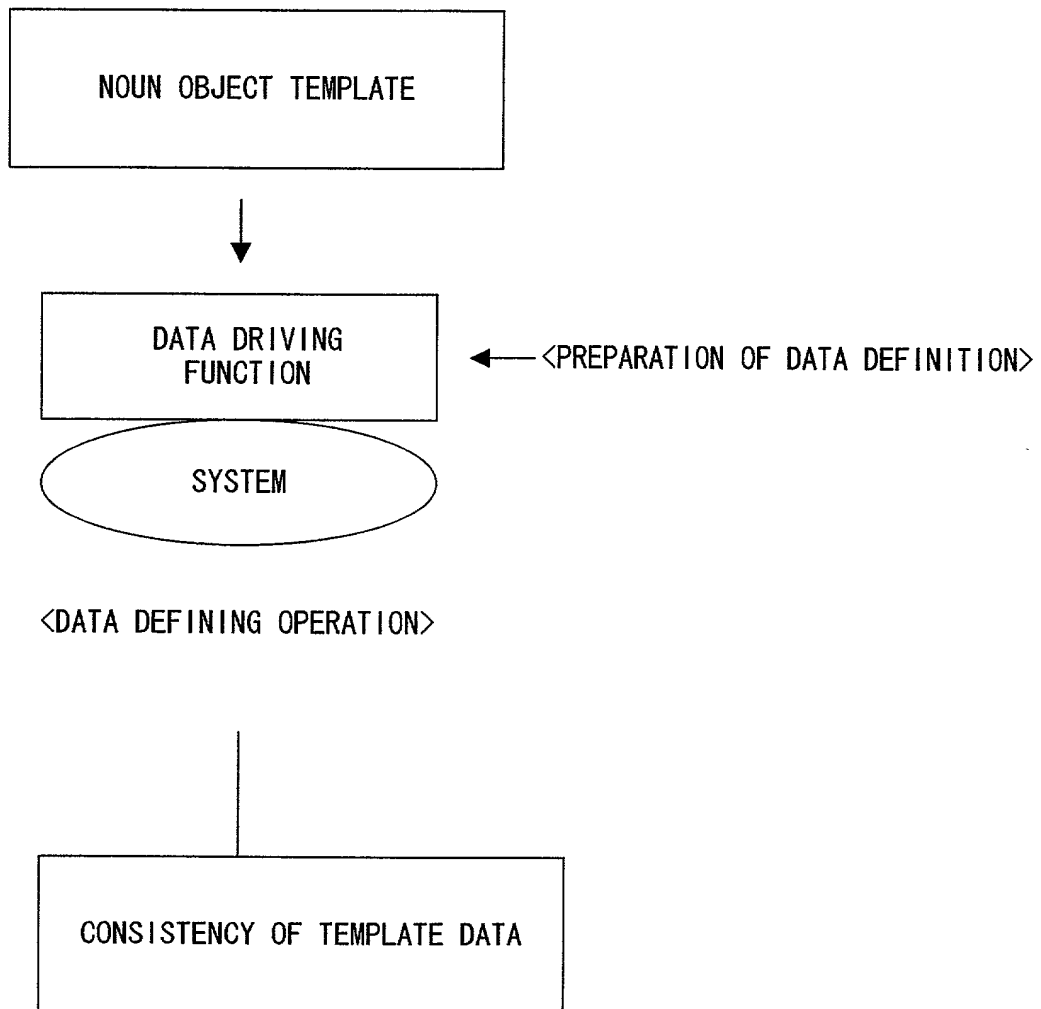 NOUN OBJECT TEMPLATE
DATA DRIVING
FUNCTION
<PREPARATION OF DATA DEFINITION>
SYSTEM
<DATA DEFINING OPERATION>
CONSISTENCY OF TEMPLATE DATA